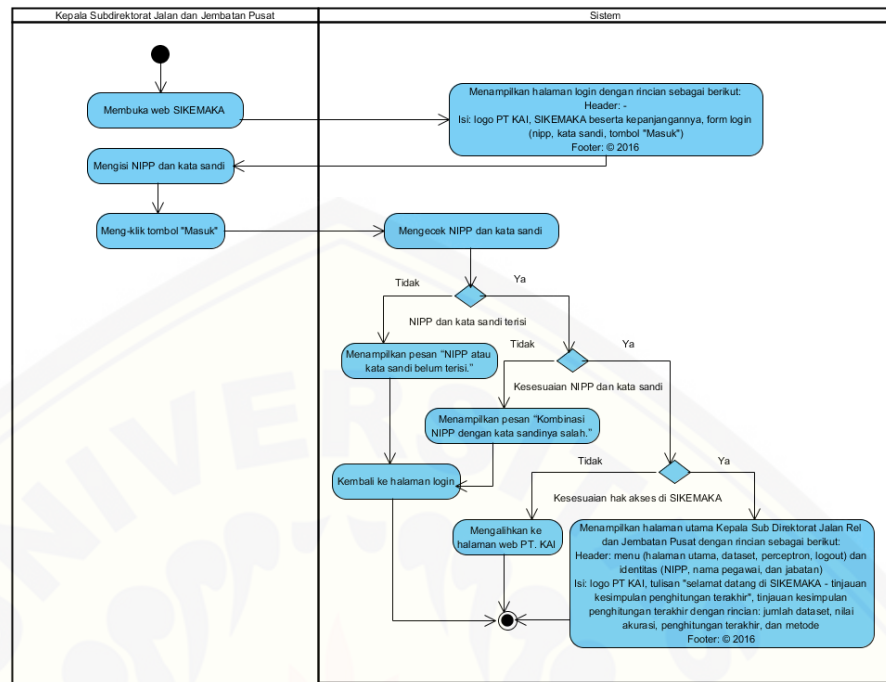 Kepala Subdirektorat Jalan dan Jembatan Pusat
Sistem
Membuka web SIKEMAKA
Menampilkan halaman login dengan rincian sebagai berikut:
Header: -
Isi: logo PT KAI, SIKEMAKA beserta kepanjangannya, form login
(nipp, kata sandi, tombol "Masuk")
Footer: © 2016
Mengisi NIPP dan kata sandi
Meng-klik tombol "Masuk"
Mengecek NIPP dan kata sandi
Tidak
Ya
NIPP dan kata sandi terisi
Menampilkan pesan "NIPP atau
kata sandi belum terisi."
Tidak
Ya
Kesesuaian NIPP dan kata sandi
Menampilkan pesan "Kombinasi
NIPP dengan kata sandinya salah."
Kembali ke halaman login
Tidak
Ya
Kesesuaian hak akses di SIKEMAKA
Mengalihkan ke
halaman web PT. KAI
Menampilkan halaman utama Kepala Sub Direktorat Jalan Rel
dan Jembatan Pusat dengan rincian sebagai berikut:
Header: menu (halaman utama, dataset, perceptron, logout) dan
identitas (NIPP, nama pegawai, dan jabatan)
Isi: logo PT KAI, tulisan "selamat datang di SIKEMAKA - tinjauan
kesimpulan penghitungan terakhir", tinjauan kesimpulan
penghitungan terakhir dengan rincian: jumlah dataset, nilai
akurasi, penghitungan terakhir, dan metode
Footer: © 2016
UNIVERSIT